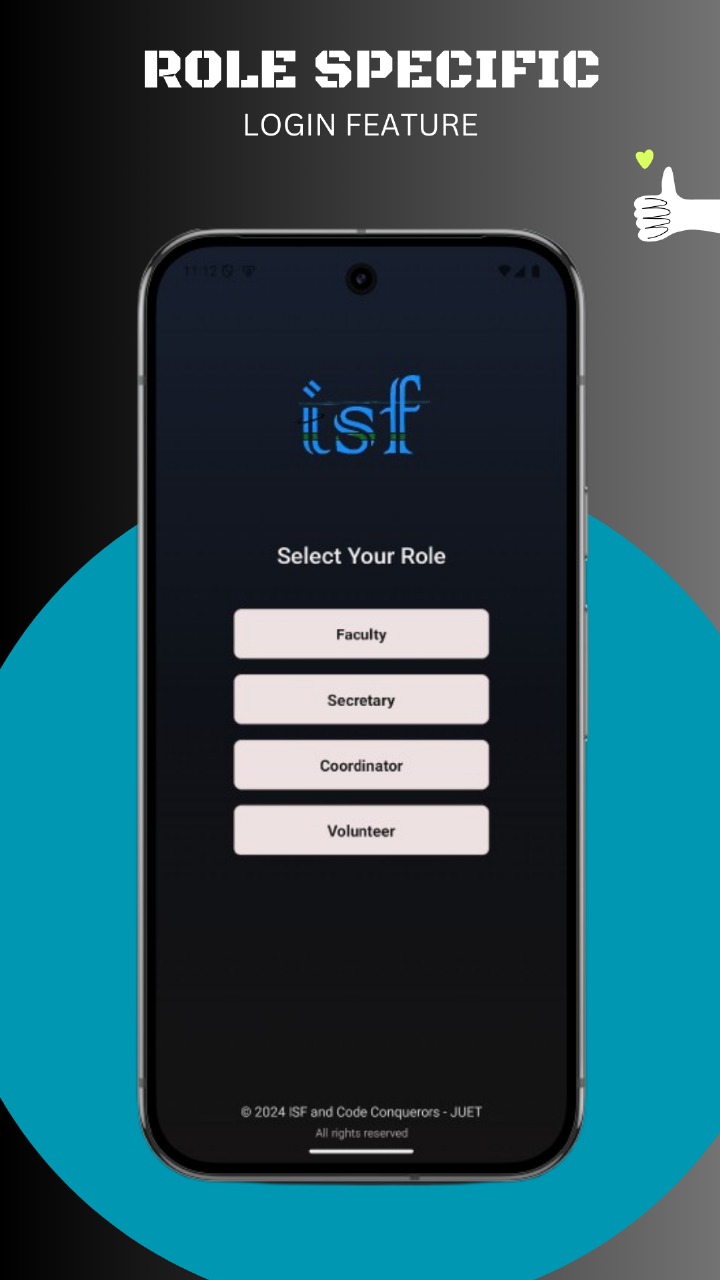 ROLE SPECIFIC
LOGIN FEATURE
11:12
isf
Select Your Role
Faculty
Secretary
Coordinator
Volunteer
© 2024 ISF and Code Conquerors - JUET
All rights reserved